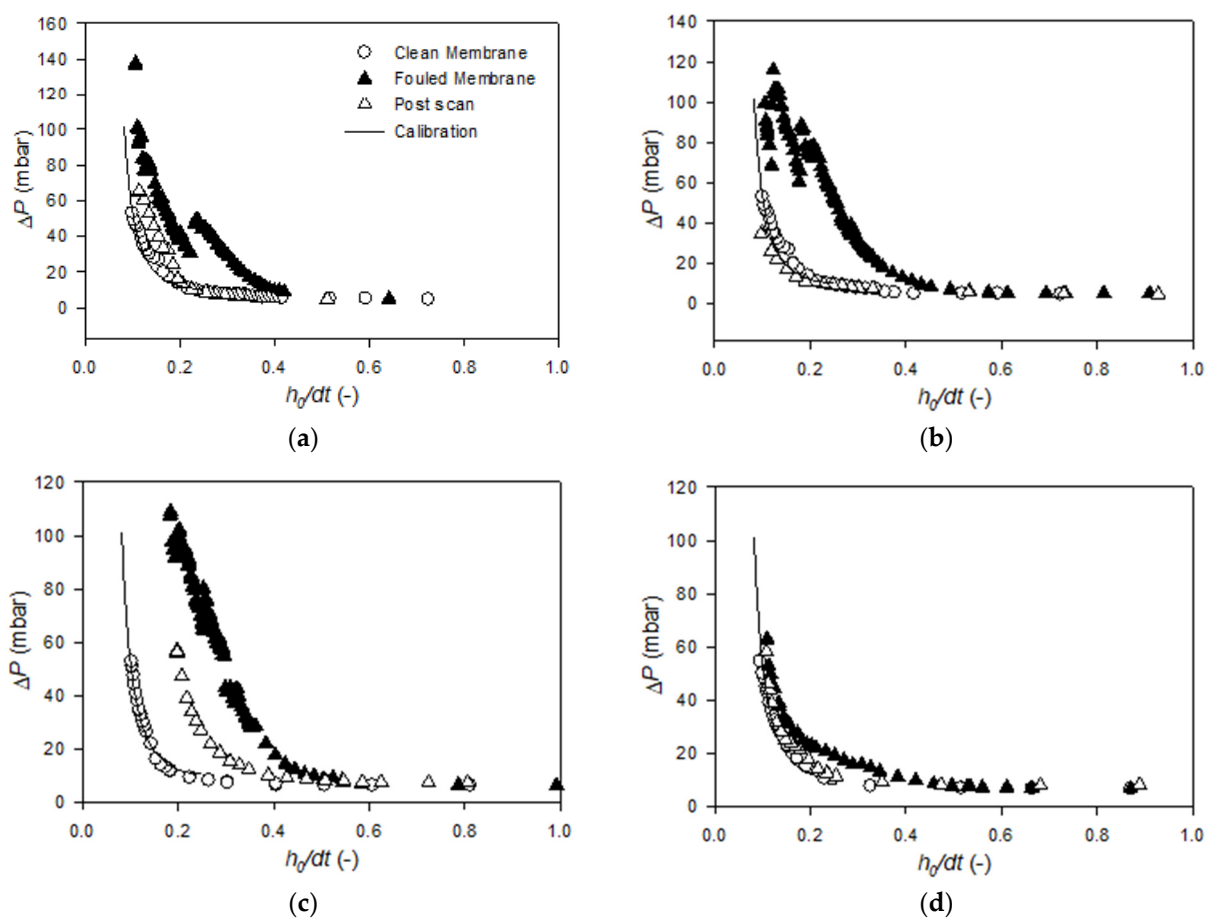 160
140
120
100
80
60
40
20
0
ΔP (mbar)
0.0 0.2 0.4 0.6 0.8 1.0
h0/dt (-)
Clean Membrane
Fouled Membrane
Post scan
Calibration
(a)
140
120
100
80
60
40
20
0
ΔP (mbar)
0.0 0.2 0.4 0.6 0.8 1.0
h0/dt (-)
(b)
120
100
80
60
40
20
0
ΔP (mbar)
0.0 0.2 0.4 0.6 0.8 1.0
h0/dt (-)
(c)
120
100
80
60
40
20
0
ΔP (mbar)
0.0 0.2 0.4 0.6 0.8 1.0
h0/dt (-)
(d)